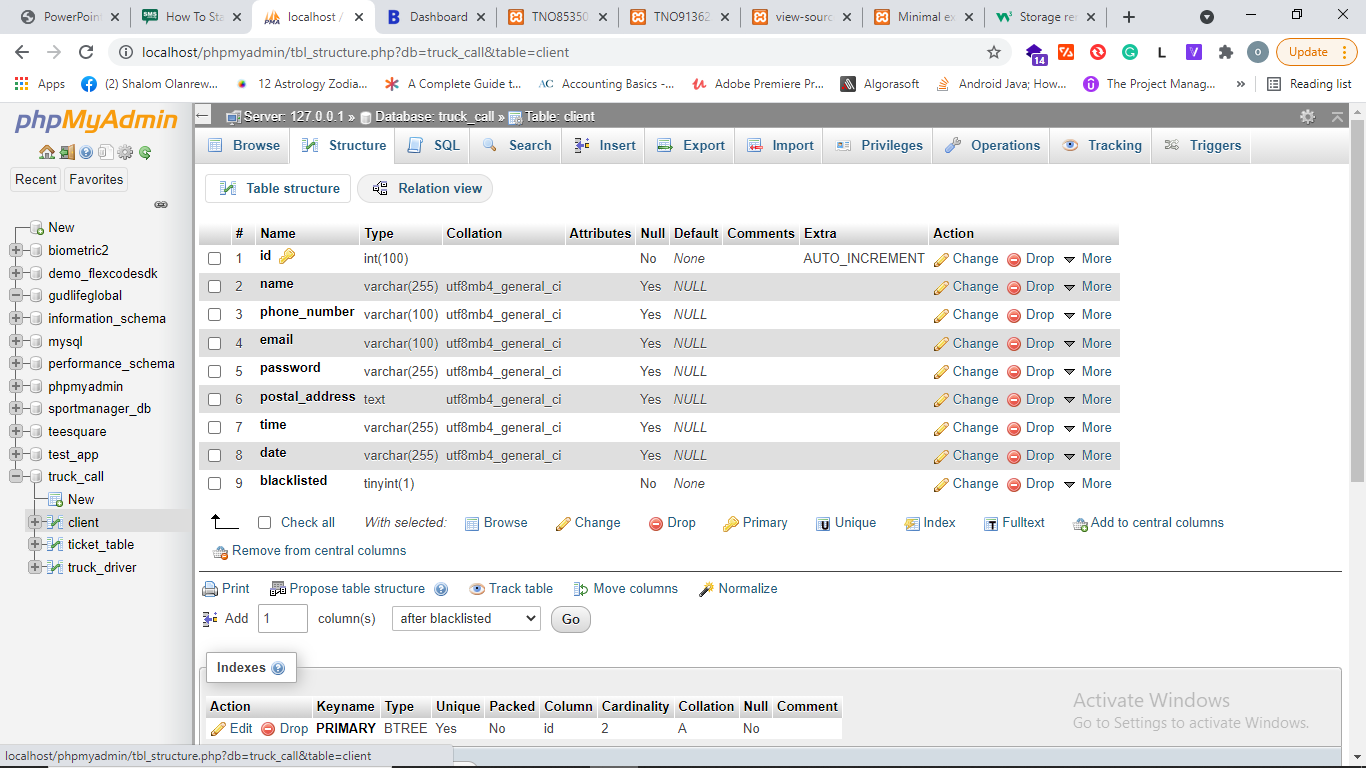 PowerPoin
How To Sta
localhost /
Dashboard
TNO85350
TNO91362
view-sourc
Minimal ex
Storage re
localhost/phpmyadmin/tbl_structure.php?db=truck_call&table=client
14
L
V
O
Update
Apps
(2) Shalom Olanrew...
12 Astrology Zodia...
A Complete Guide t...
AC Accounting Basics -...
Adobe Premiere Pr...
Algorasoft
Android Java; How...
The Project Manag...
»
Reading list
phpMyAdmin
Recent Favorites
New
biometric2
demo_flexcodesdk
gudlifeglobal
information_schema
mysql
performance_schema
phpmyadmin
sportmanager_db
teesquare
test_app
truck_call
New
client
ticket_table
truck_driver
Server: 127.0.0.1 » Database: truck_call » Table: client
Browse Structure SQL Search Insert Export Import Privileges Operations Tracking Triggers
Table structure Relation view
# Name Type Collation Attributes Null Default Comments Extra Action
1 id int(100) No None AUTO_INCREMENT Change Drop More
2 name varchar(255) utf8mb4_general_ci Yes NULL Change Drop More
3 phone_number varchar(100) utf8mb4_general_ci Yes NULL Change Drop More
4 email varchar(100) utf8mb4_general_ci Yes NULL Change Drop More
5 password varchar(255) utf8mb4_general_ci Yes NULL Change Drop More
6 postal_address text utf8mb4_general_ci Yes NULL Change Drop More
7 time varchar(255) utf8mb4_general_ci Yes NULL Change Drop More
8 date varchar(255) utf8mb4_general_ci Yes NULL Change Drop More
9 blacklisted tinyint(1) No None Change Drop More
Check all With selected: Browse Change Drop Primary Unique Index Fulltext Add to central columns
Remove from central columns
Print Propose table structure Track table Move columns Normalize
Add 1 column(s) after blacklisted Go
Indexes
Action Keyname Type Unique Packed Column Cardinality Collation Null Comment
Edit Drop PRIMARY BTREE Yes No id 2 A No
Activate Windows
Go to Settings to activate Windows.
localhost/phpmyadmin/tbl_structure.php?db=truck_call&table=client